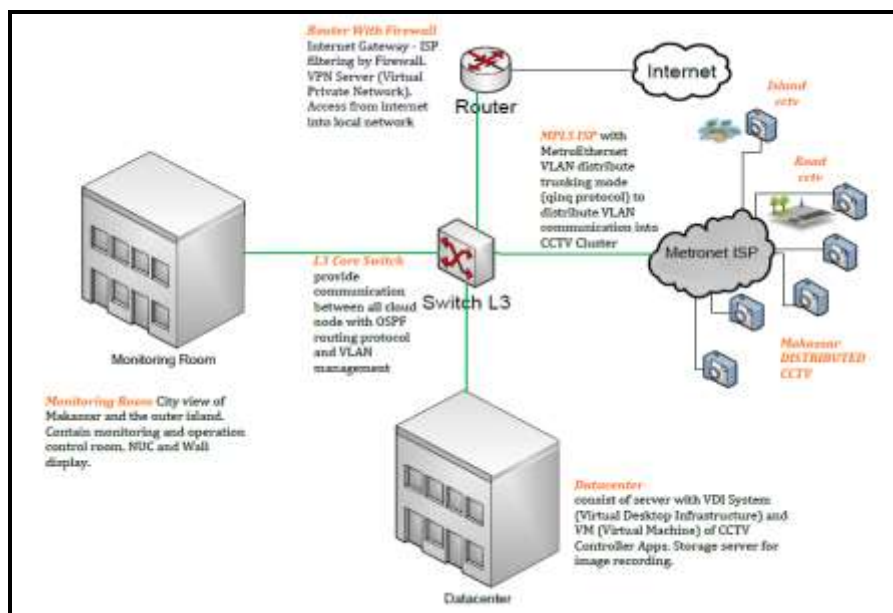 Router With Firewall
Internet Gateway - ISP
filtering by Firewall.
VPN Server (Virtual
Private Network).
Access from internet
into local network
Router
Internet
Island
cctv
MPLS ISP with
MetroEthernet
VLAN distribute
trunking mode
(qinq protocol) to
distribute VLAN
communication into
CCTV Cluster
Road
cctv
Metronet ISP
L3 Core Switch
provide
communication
between all cloud
node with OSPF
routing protocol
and VLAN
management
Switch L3
Makassar
DISTRIBUTED
CCTV
Monitoring Room
Monitoring Room City view of
Makassar and the outer island.
Contain monitoring and operation
control room. NUC and Wall
display.
Datacenter
consist of server with VDI System
(Virtual Desktop Infrastructure) and
VM (Virtual Machine) of CCTV
Controller Apps. Storage server for
image recording.
Datacenter